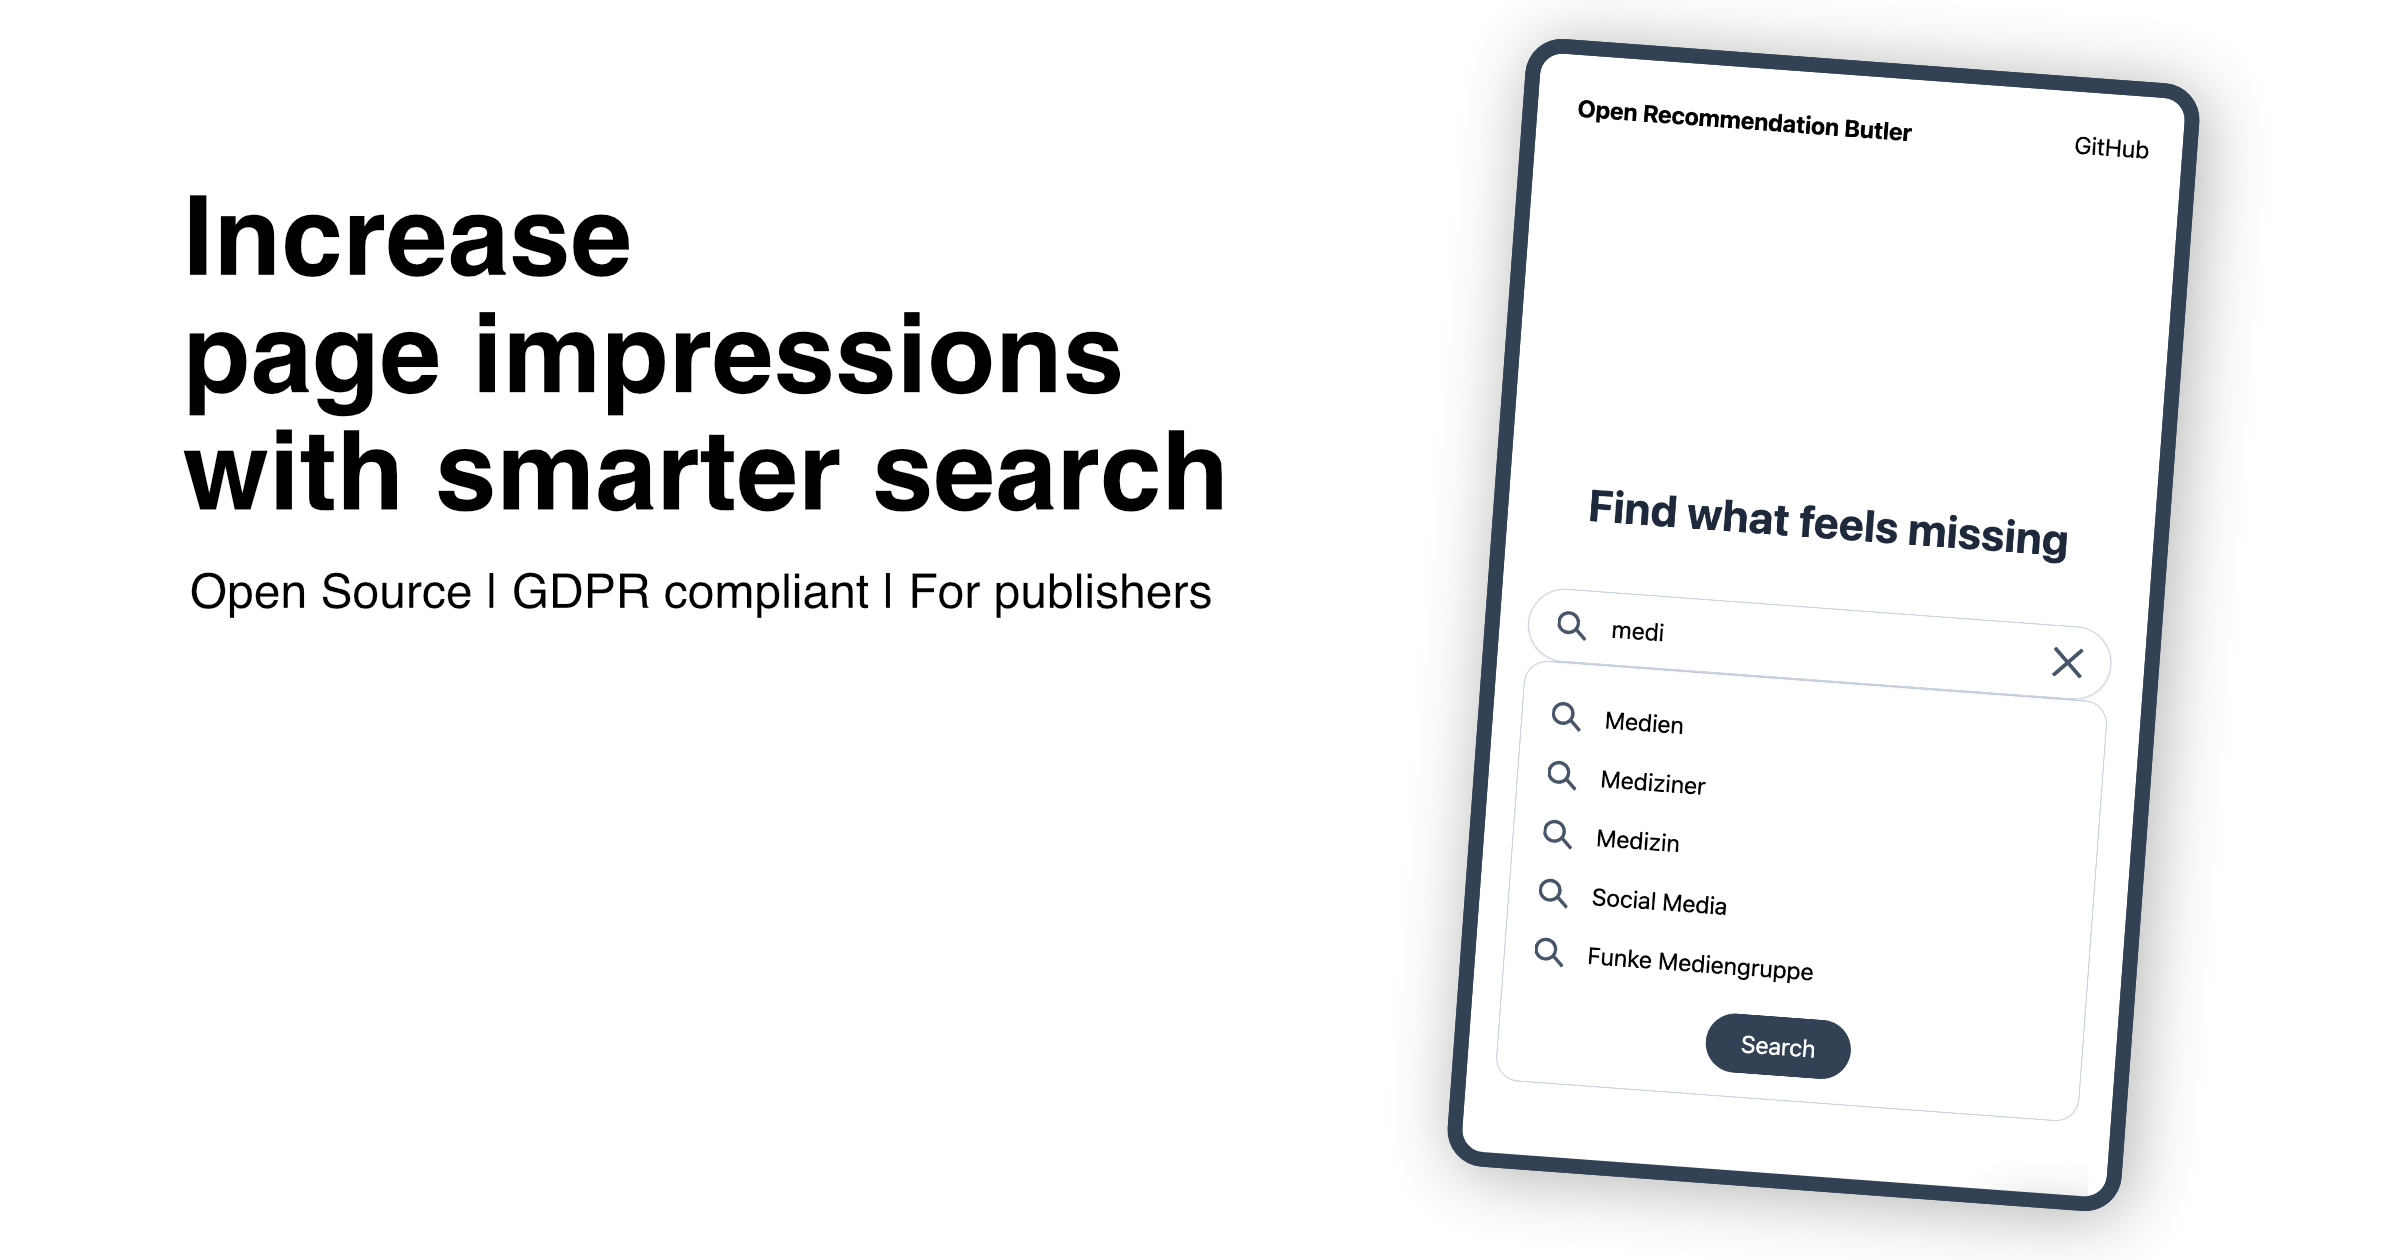 Increase
page impressions
with smarter search
Open Source | GDPR compliant | For publishers
Open Recommendation Butler
GitHub
Find what feels missing
medi
Medien
Mediziner
Medizin
Social Media
Funke Mediengruppe
Search